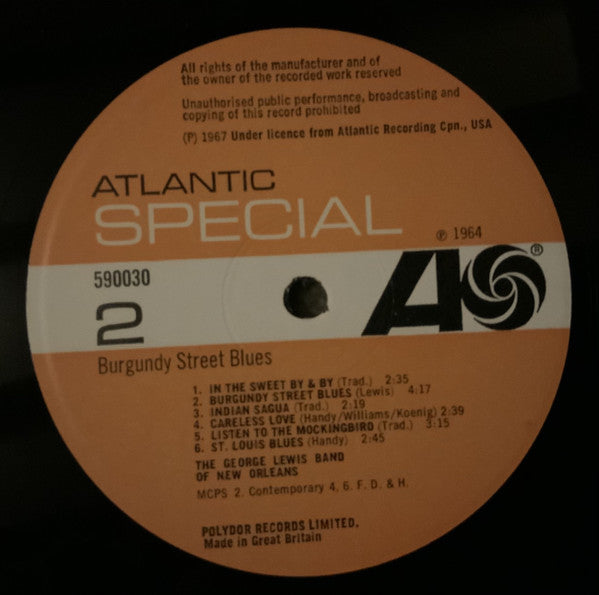 All rights of the manufacturer and of
the owner of the recorded work reserved
Unauthorised public performance, broadcasting and
copying of this record prohibited
(P) 1967 Under licence from Atlantic Recording Cpn., USA
ATLANTIC
SPECIAL
℗ 1964
590030
2
A
®
Burgundy Street Blues
1. IN THE SWEET BY & BY (Trad.) 2:35
2. BURGUNDY STREET BLUES (Lewis) 4:17
3. INDIAN SAGUA (Trad.) 2:19
4. CARELESS LOVE (Handy/Williams/Koenig) 2:39
5. LISTEN TO THE MOCKINGBIRD (Trad.) 3:15
6. ST. LOUIS BLUES (Handy) 2:45
THE GEORGE LEWIS BAND
OF NEW ORLEANS
MCPS 2. Contemporary 4, 6. F. D. & H.
POLYDOR RECORDS LIMITED.
Made in Great Britain